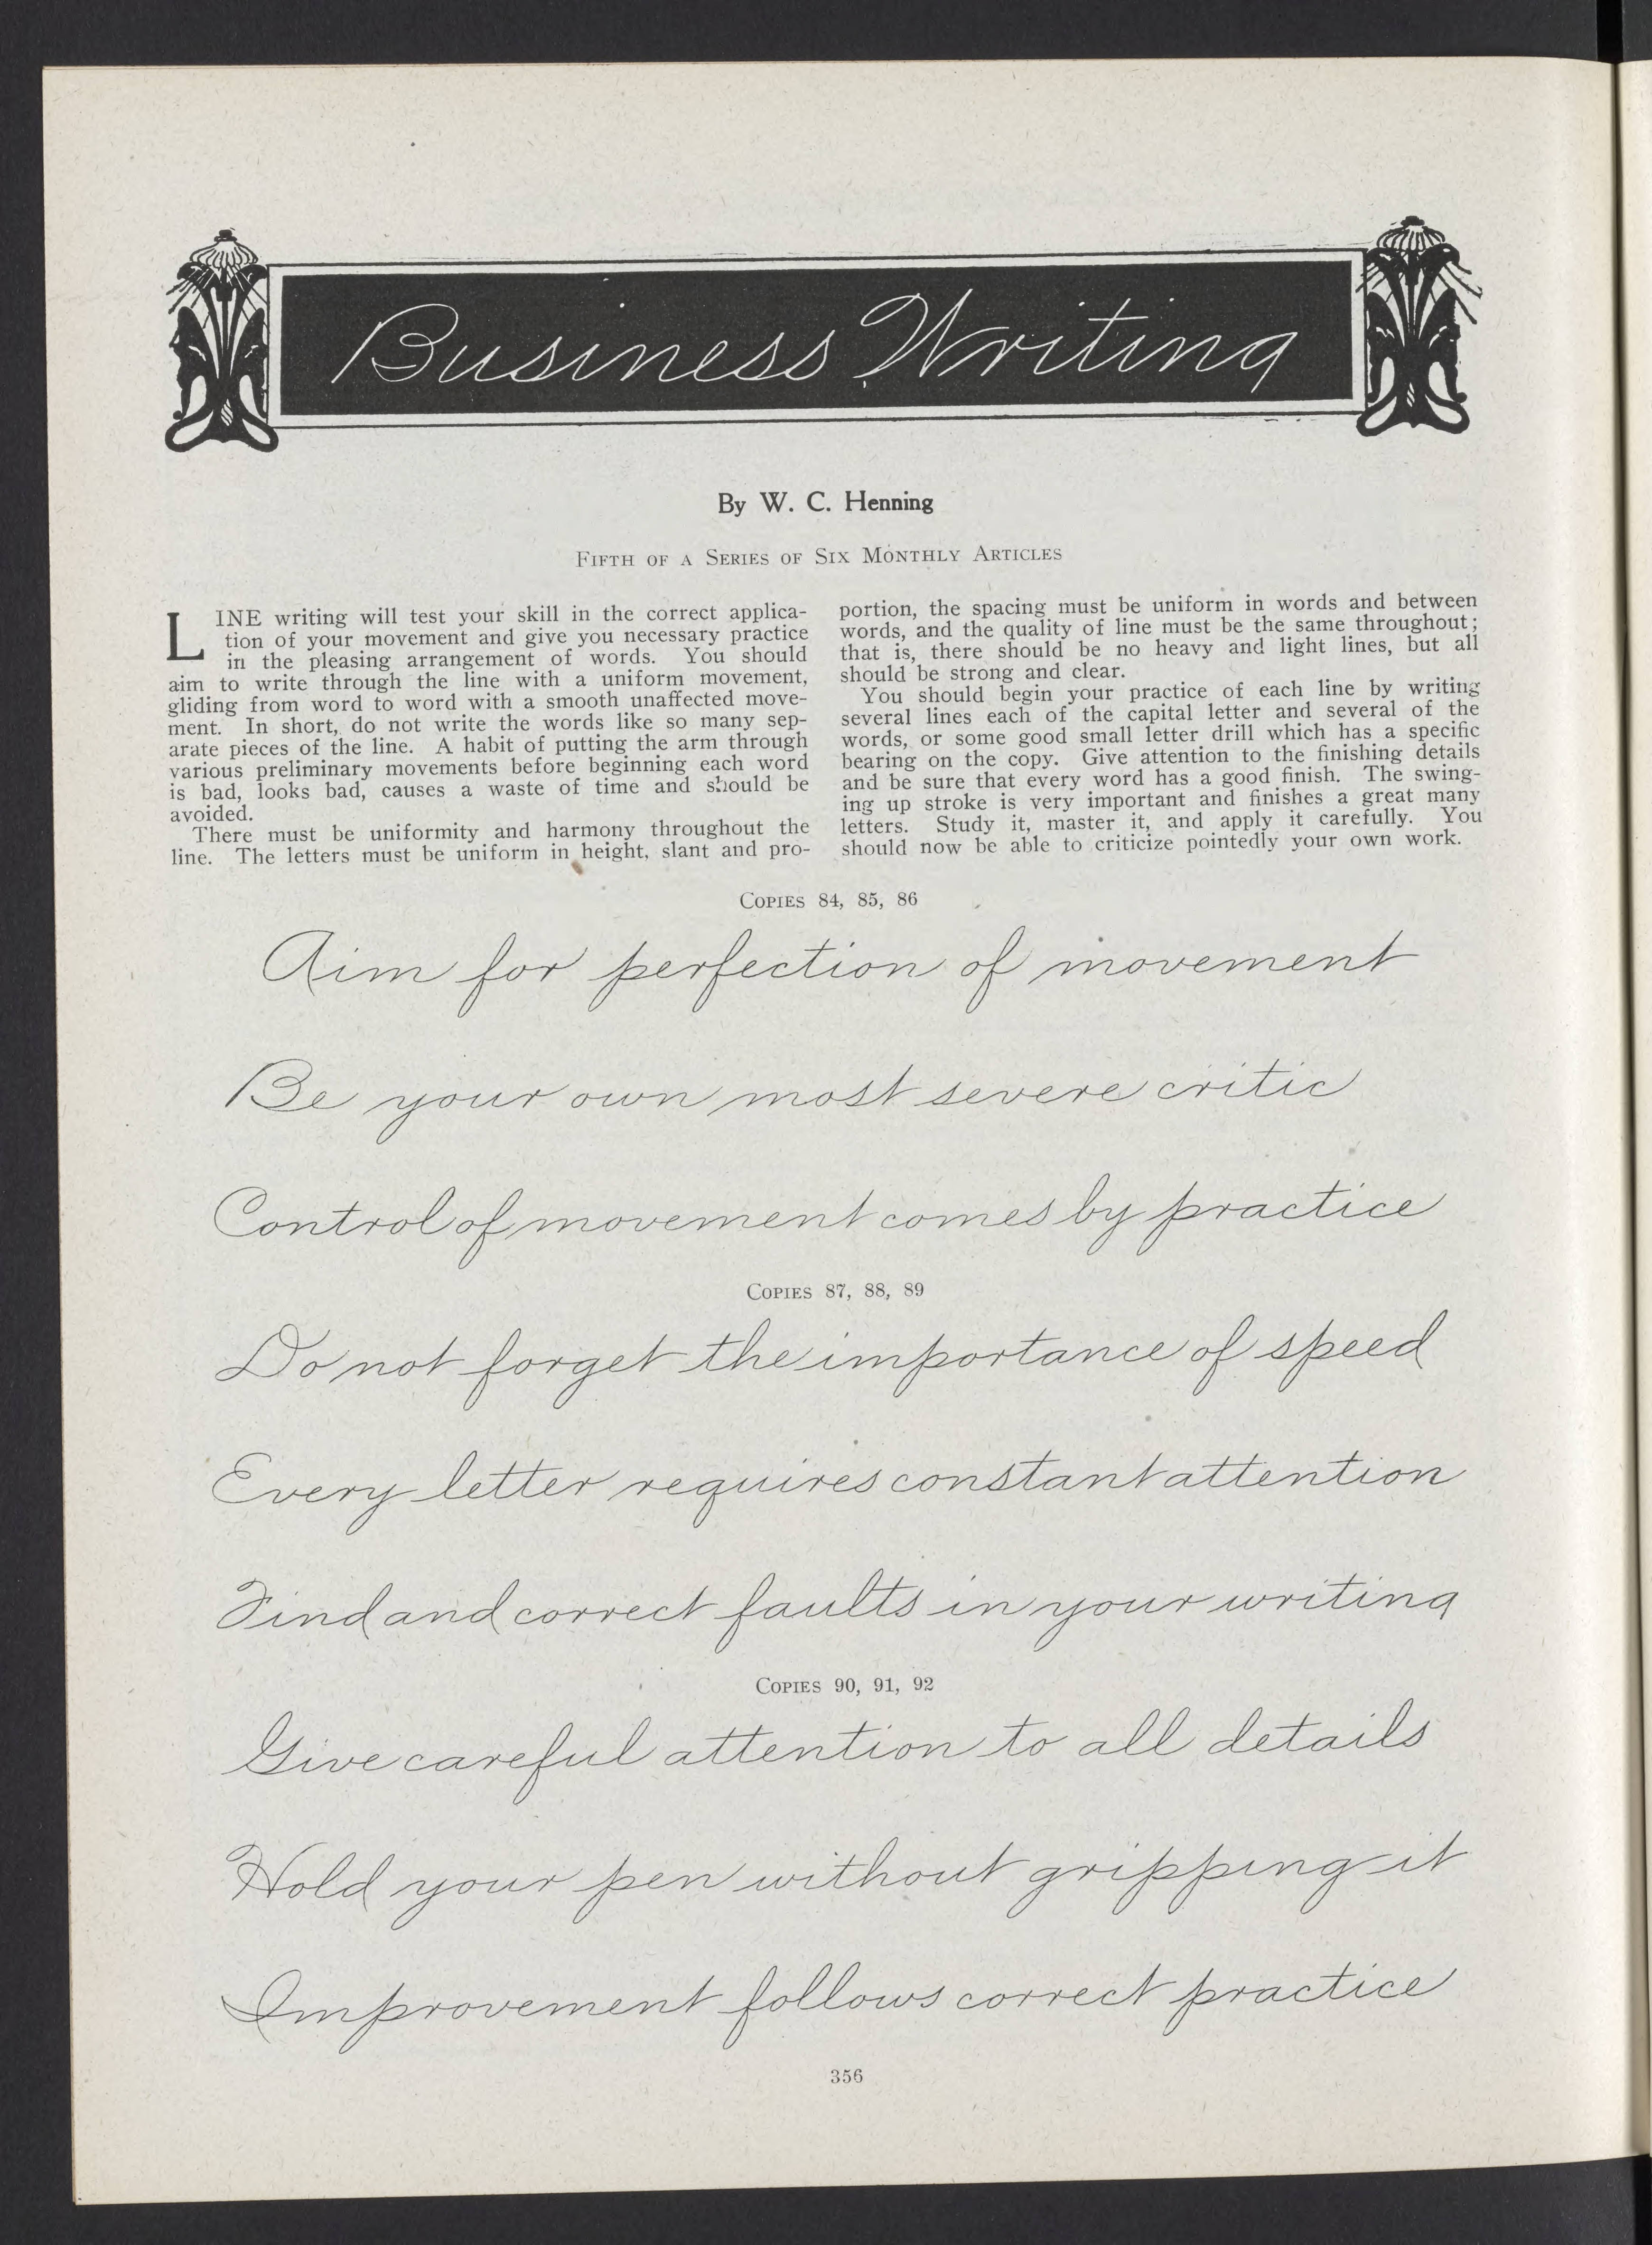 Business Writing
By W. C. Henning
FIFTH OF A SERIES OF SIX MONTHLY ARTICLES
LINE writing will test your skill in the correct applica-
tion of your movement and give you necessary practice
in the pleasing arrangement of words. You should
aim to write through the line with a uniform movement,
gliding from word to word with a smooth unaffected move-
ment. In short, do not write the words like so many sep-
arate pieces of the line. A habit of putting the arm through
various preliminary movements before beginning each word
is bad, looks bad, causes a waste of time and should be
avoided.
There must be uniformity and harmony throughout the
line. The letters must be uniform in height, slant and pro-
portion, the spacing must be uniform in words and between
words, and the quality of line must be the same throughout;
that is, there should be no heavy and light lines, but all
should be strong and clear.
You should begin your practice of each line by writing
several lines each of the capital letter and several of the
words, or some good small letter drill which has a specific
bearing on the copy. Give attention to the finishing details
and be sure that every word has a good finish. The swing-
ing up stroke is very important and finishes a great many
letters. Study it, master it, and apply it carefully. You
should now be able to criticize pointedly your own work.
COPIES 84, 85, 86
Aim for perfection of movement
Be your own most severe critic
Control of movement comes by practice
COPIES 87, 88, 89
Do not forget the importance of speed
Every letter requires constant attention
Find and correct faults in your writing
COPIES 90, 91, 92
Give careful attention to all details
Hold your pen without gripping it
Improvement follows correct practice
356